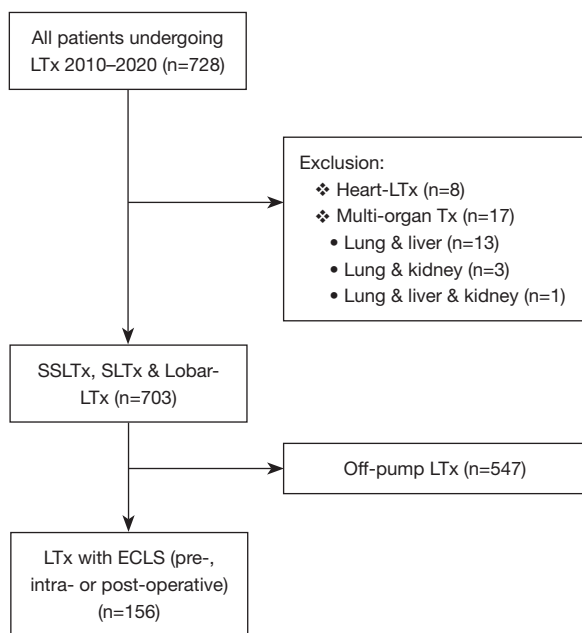 All patients undergoing
LTx 2010–2020 (n=728)
Exclusion:
❖ Heart-LTx (n=8)
❖ Multi-organ Tx (n=17)
• Lung & liver (n=13)
• Lung & kidney (n=3)
• Lung & liver & kidney (n=1)
SSLTx, SLTx & Lobar-
LTx (n=703)
Off-pump LTx (n=547)
LTx with ECLS (pre-,
intra- or post-operative)
(n=156)